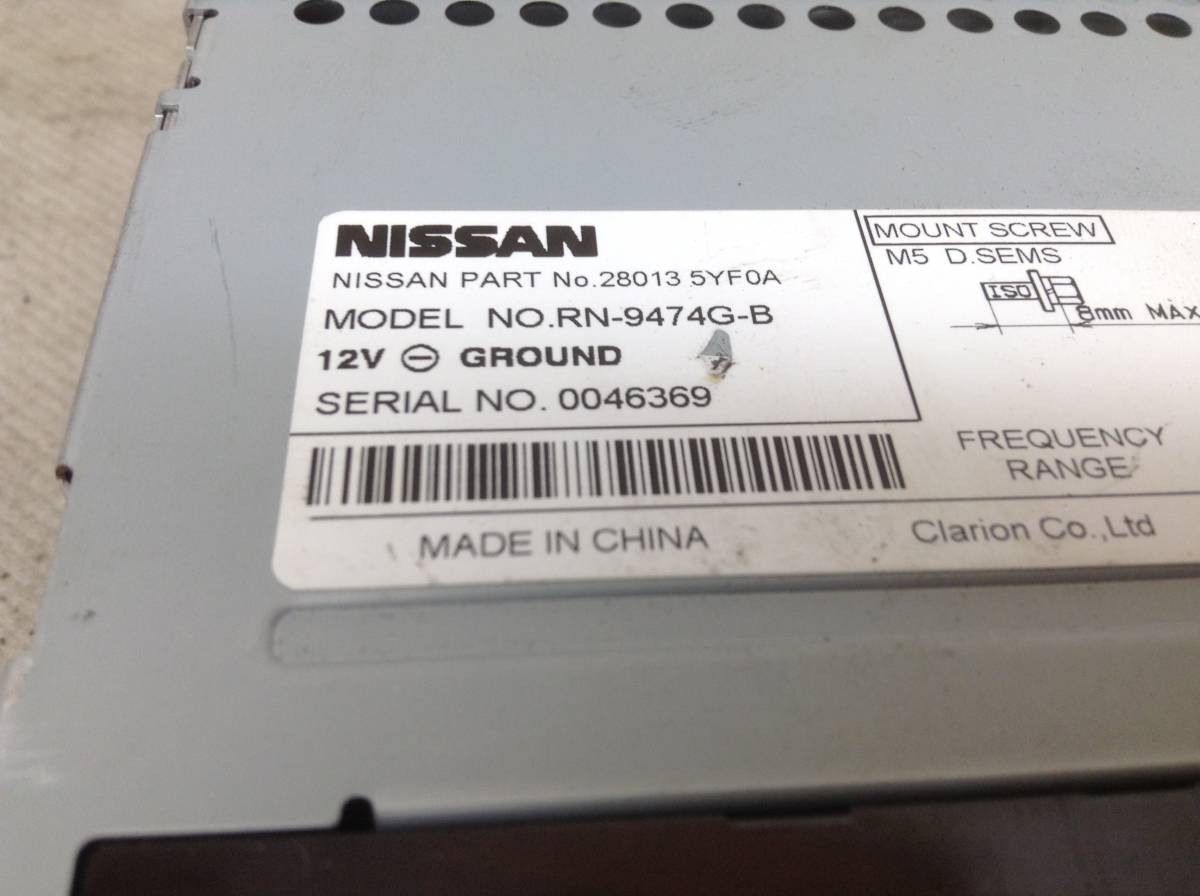 NISSAN
NISSAN PART No.28013 5YF0A
MODEL NO.RN-9474G-B
12V ⊖ GROUND
SERIAL NO. 0046369
MOUNT SCREW
M5 D.SEMS
ISO
8mm MAX
FREQUENCY
RANGE
MADE IN CHINA
Clarion Co.,Ltd